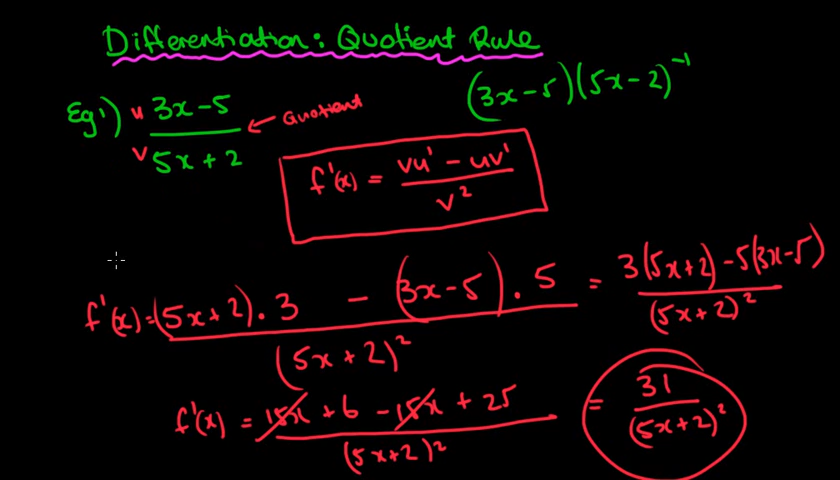 Differentiation: Quotient Rule
Eg 1) u 3x-5 / v 5x+2 ← Quotient
(3x-5)(5x-2)⁻¹
f'(x) = (vu' - uv') / v²
f'(x) = ((5x+2).3 - (3x-5).5) / (5x+2)² = (3(5x+2) - 5(3x-5)) / (5x+2)²
f'(x) = (15x + 6 - 15x + 25) / (5x+2)² = 31 / (5x+2)²